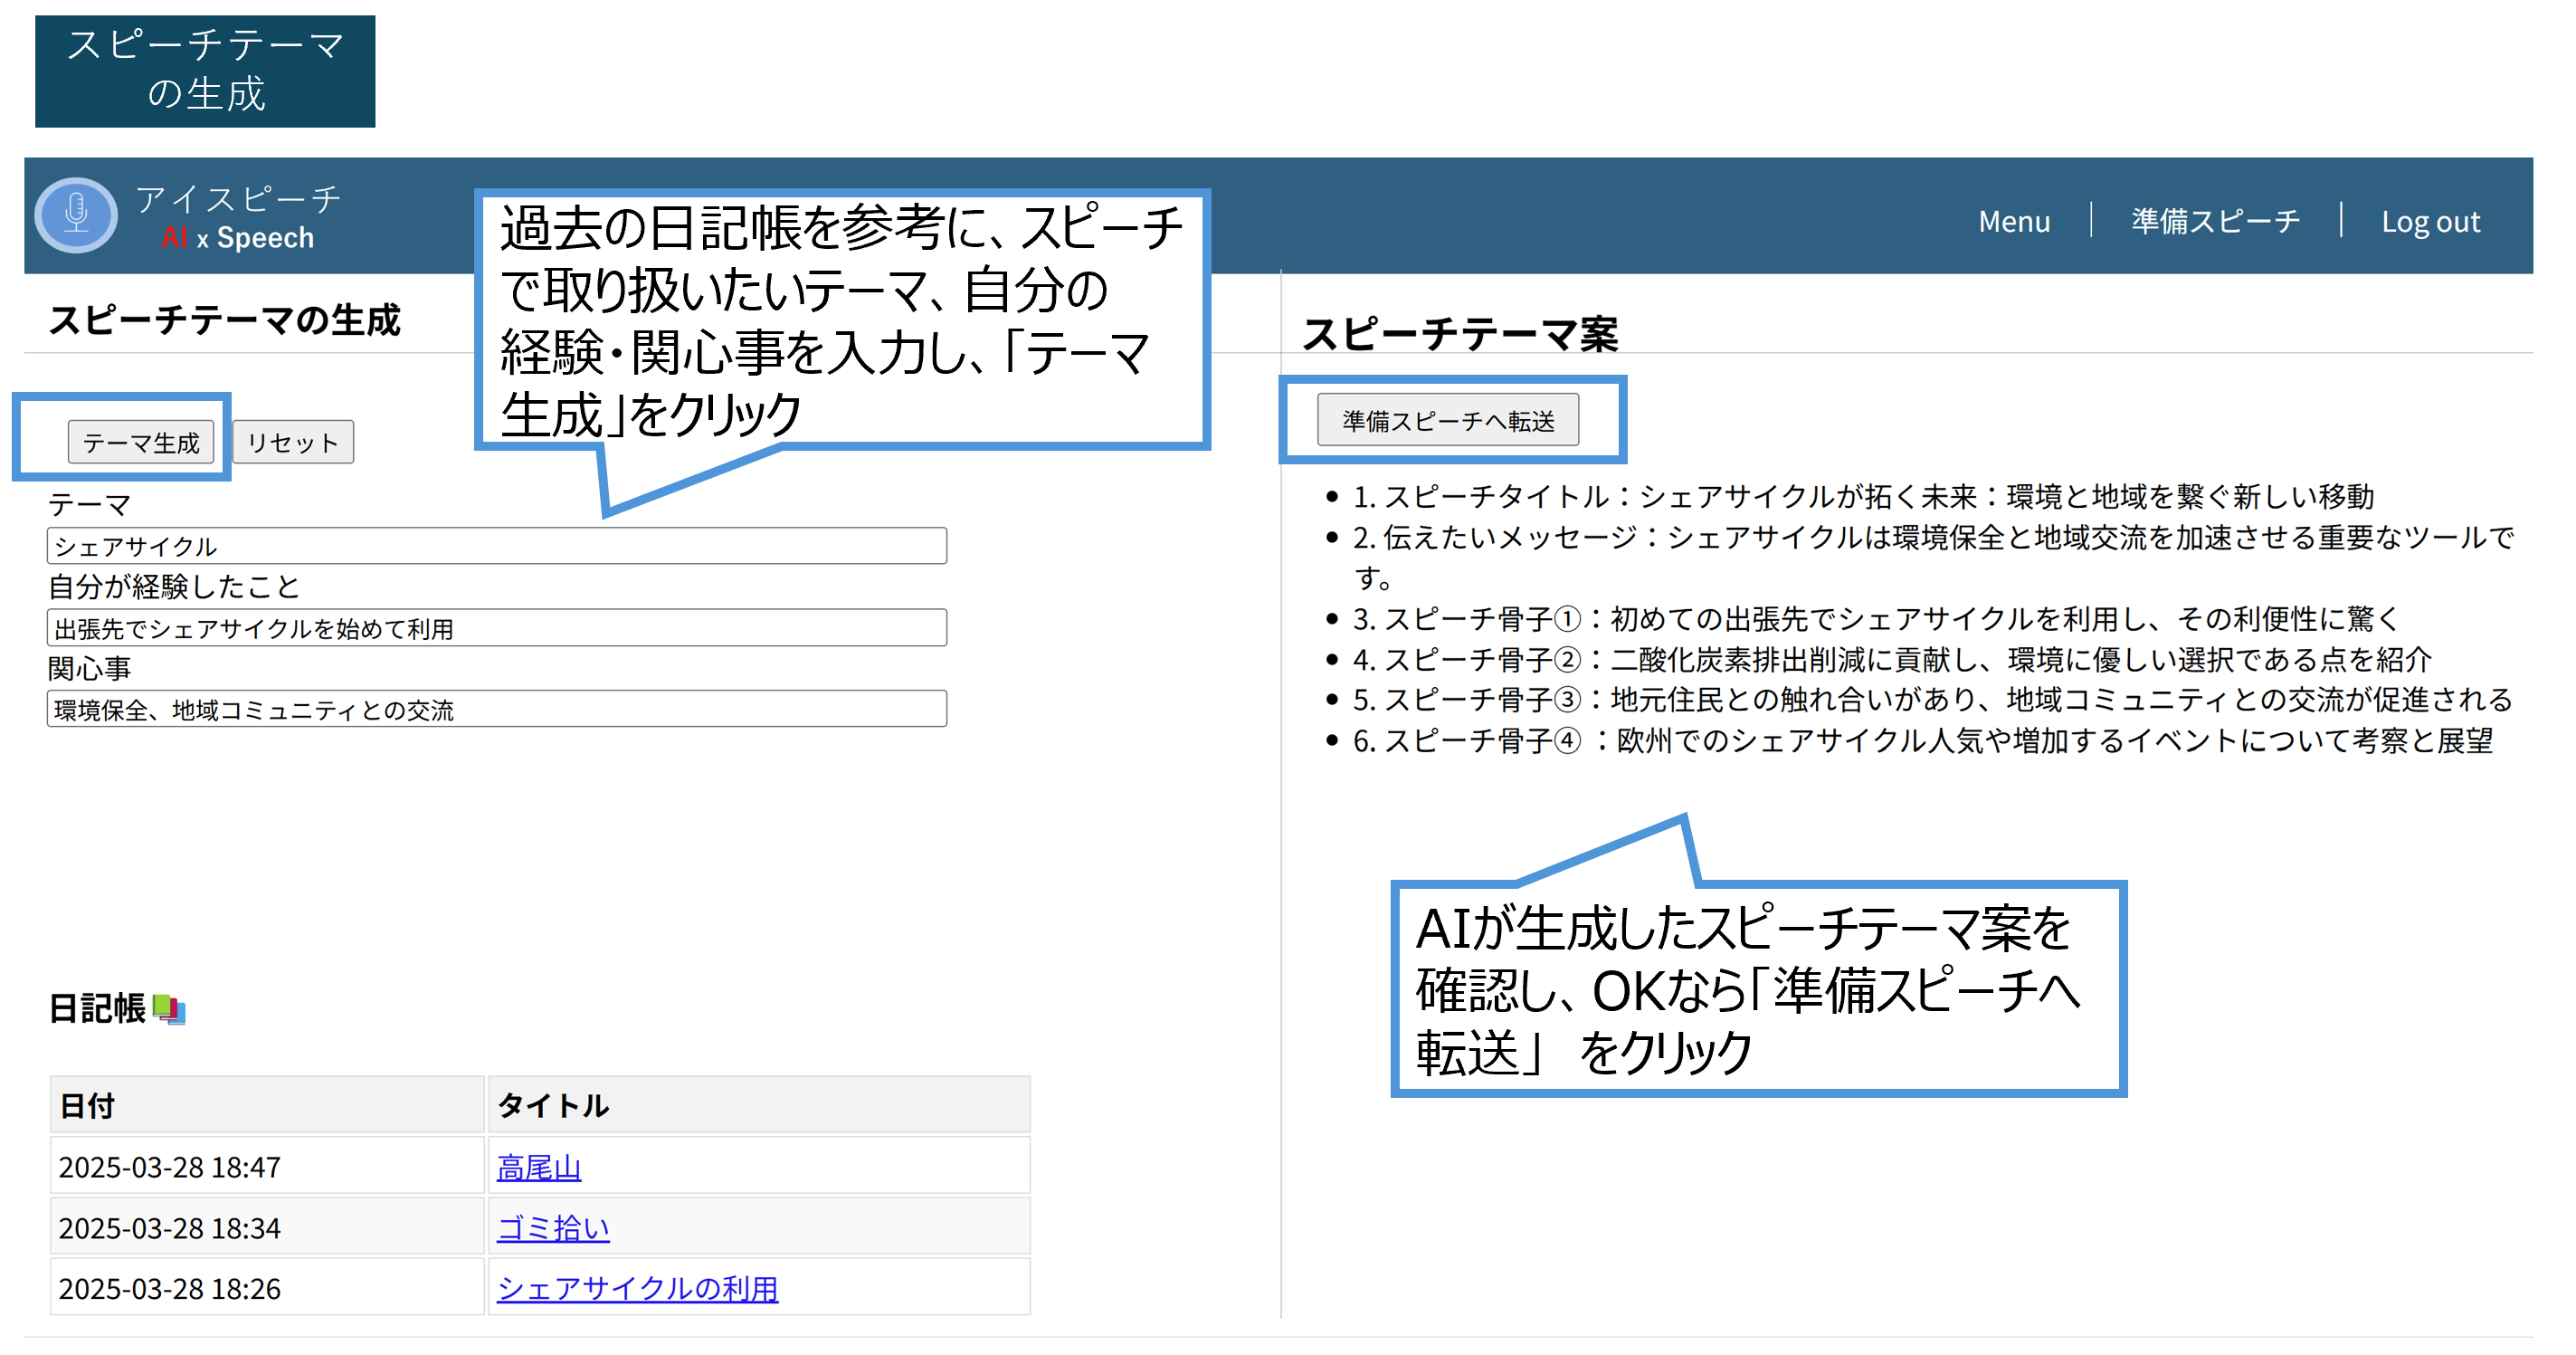 スピーチテーマ
の生成
アイスピーチ
AI x Speech
Menu
準備スピーチ
Log out
過去の日記帳を参考に、スピーチ
で取り扱いたいテーマ、自分の
経験・関心事を入力し、「テーマ
生成」をクリック
スピーチテーマの生成
テーマ生成
リセット
テーマ
シェアサイクル
自分が経験したこと
出張先でシェアサイクルを始めて利用
関心事
環境保全、地域コミュニティとの交流
日記帳
日付 タイトル
2025-03-28 18:47 高尾山
2025-03-28 18:34 ゴミ拾い
2025-03-28 18:26 シェアサイクルの利用
スピーチテーマ案
準備スピーチへ転送
1. スピーチタイトル：シェアサイクルが拓く未来：環境と地域を繋ぐ新しい移動
2. 伝えたいメッセージ：シェアサイクルは環境保全と地域交流を加速させる重要なツールで
す。
3. スピーチ骨子①：初めての出張先でシェアサイクルを利用し、その利便性に驚く
4. スピーチ骨子②：二酸化炭素排出削減に貢献し、環境に優しい選択である点を紹介
5. スピーチ骨子③：地元住民との触れ合いがあり、地域コミュニティとの交流が促進される
6. スピーチ骨子④ ：欧州でのシェアサイクル人気や増加するイベントについて考察と展望
AIが生成したスピーチテーマ案を
確認し、OKなら「準備スピーチへ
転送」 をクリック